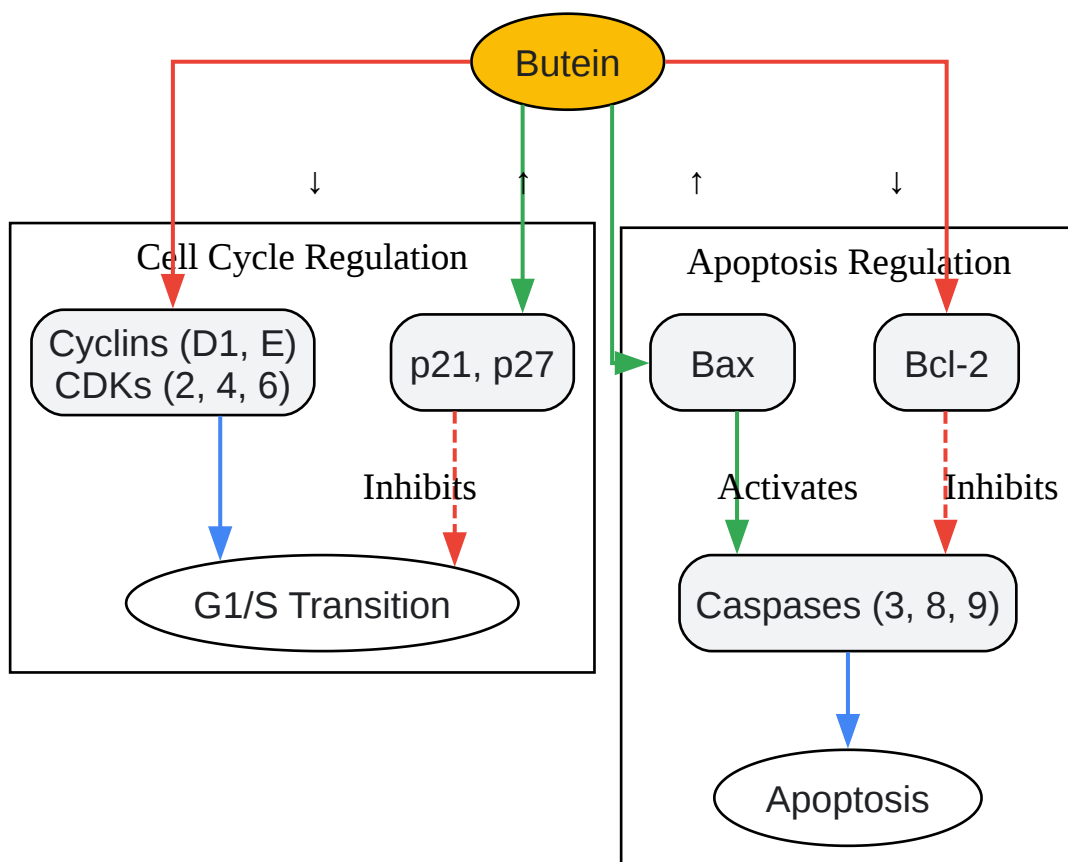 Butein
↓
↑
↑
↓
Cell Cycle Regulation
Apoptosis Regulation
Cyclins (D1, E)
CDKs (2, 4, 6)
p21, p27
Bax
Bcl-2
Inhibits
Activates
Inhibits
G1/S Transition
Caspases (3, 8, 9)
Apoptosis